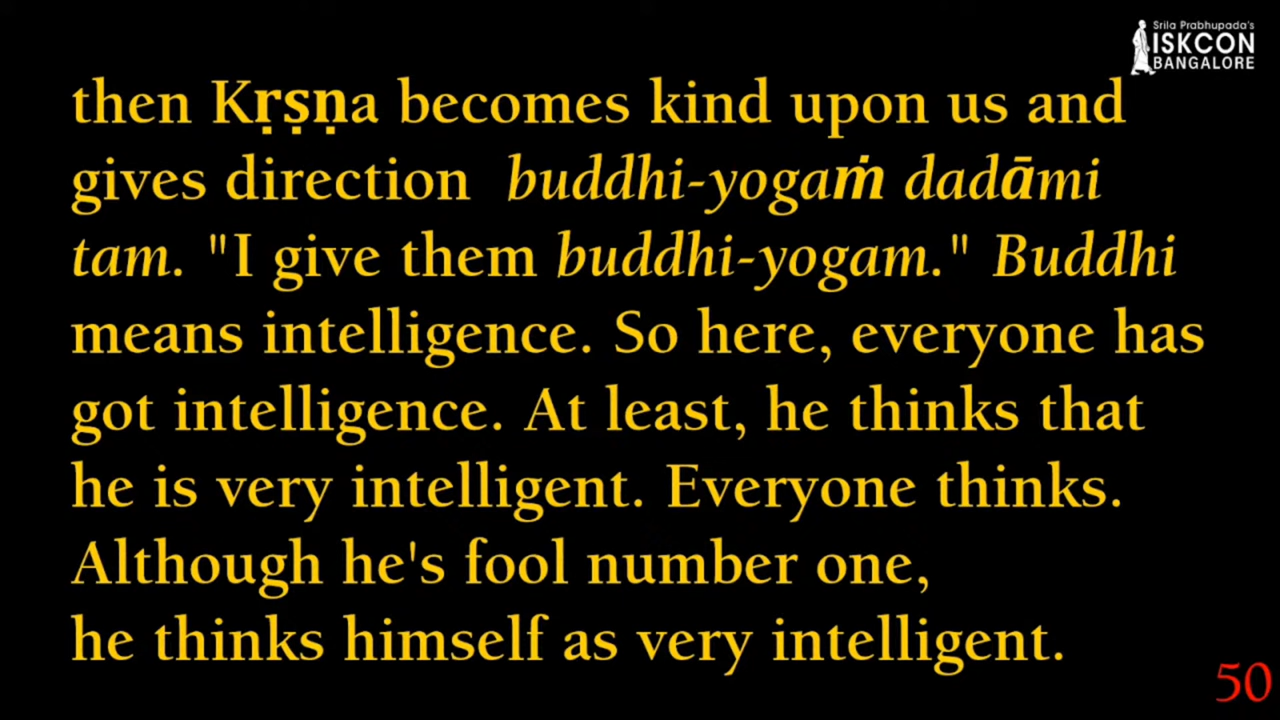 Srila Prabhupada's
ISKCON
BANGALORE
then Kṛṣṇa becomes kind upon us and
gives direction buddhi-yogaṁ dadāmi
tam. "I give them buddhi-yogam." Buddhi
means intelligence. So here, everyone has
got intelligence. At least, he thinks that
he is very intelligent. Everyone thinks.
Although he's fool number one,
he thinks himself as very intelligent.
50